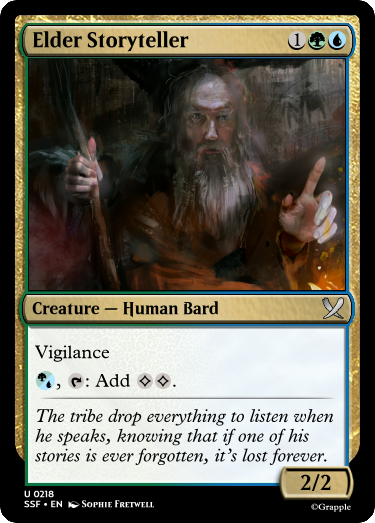 Elder Storyteller 1
Creature — Human Bard
Vigilance
, : Add .
The tribe drop everything to listen when
he speaks, knowing that if one of his
stories is ever forgotten, it's lost forever.
2/2
U 0218
SSF • EN SOPHIE FRETWELL
©Grapple